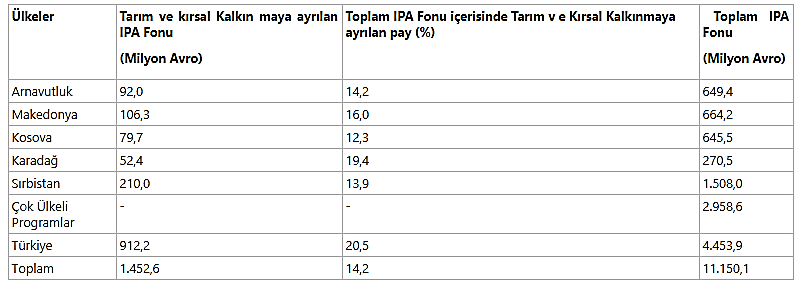 Ülkeler
Tarım ve kırsal Kalkın maya ayrılan
IPA Fonu
(Milyon Avro)
Toplam IPA Fonu içerisinde Tarım v e Kırsal Kalkınmaya
ayrılan pay (%)
Toplam IPA
Fonu
(Milyon Avro)
Arnavutluk 92,0 14,2 649,4
Makedonya 106,3 16,0 664,2
Kosova 79,7 12,3 645,5
Karadağ 52,4 19,4 270,5
Sırbistan 210,0 13,9 1.508,0
Çok Ülkeli
Programlar - - 2.958,6
Türkiye 912,2 20,5 4.453,9
Toplam 1.452,6 14,2 11.150,1